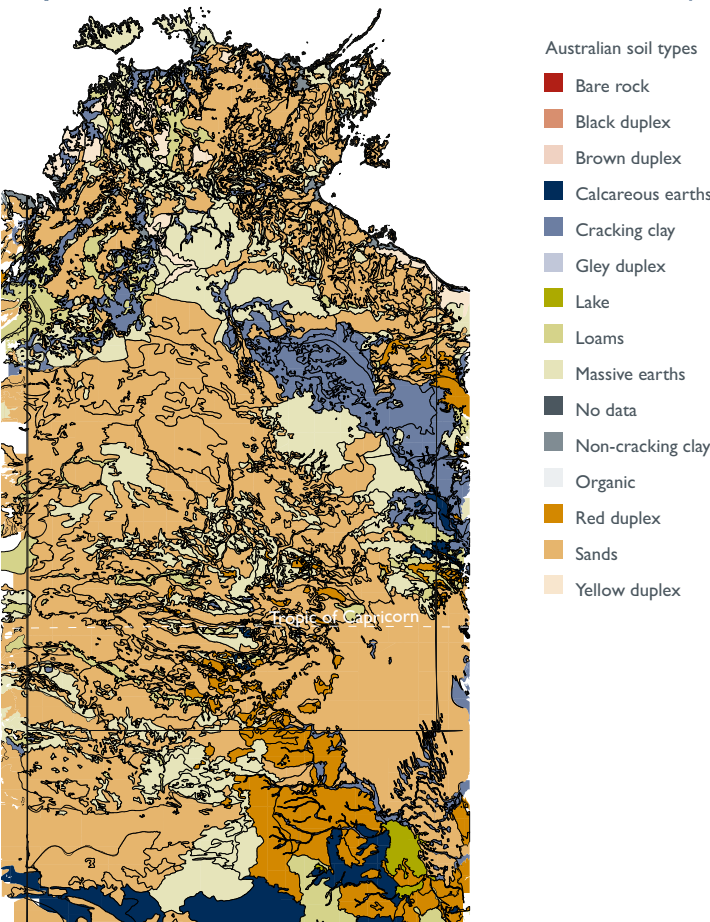 Australian soil types
Bare rock
Black duplex
Brown duplex
Calcareous earths
Cracking clay
Gley duplex
Lake
Loams
Massive earths
No data
Non-cracking clay
Organic
Red duplex
Sands
Yellow duplex
Tropic of Capricorn